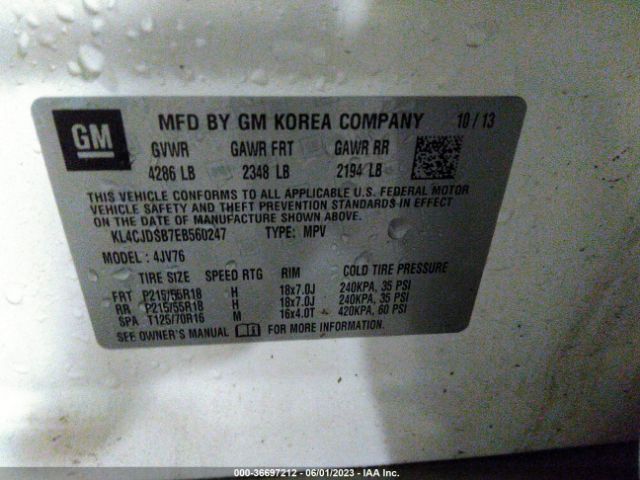 GM MFD BY GM KOREA COMPANY 10/13
GVWR GAWR FRT GAWR RR
4286 LB 2348 LB 2194 LB
THIS VEHICLE CONFORMS TO ALL APPLICABLE U.S. FEDERAL MOTOR
VEHICLE SAFETY AND THEFT PREVENTION STANDARDS IN EFFECT
ON THE DATE OF MANUFACTURE SHOWN ABOVE.
KL4CJDSB7EB560247 TYPE: MPV
MODEL: 4JV76
TIRE SIZE SPEED RTG RIM COLD TIRE PRESSURE
FRT P215/55R18 H 18x7.0J 240KPA, 35 PSI
RR P215/55R18 H 18x7.0J 240KPA, 35 PSI
SPA T125/70R16 M 16x4.0T 420KPA, 60 PSI
SEE OWNER'S MANUAL FOR MORE INFORMATION
000-36697212 - 06/01/2023 - IAA Inc.